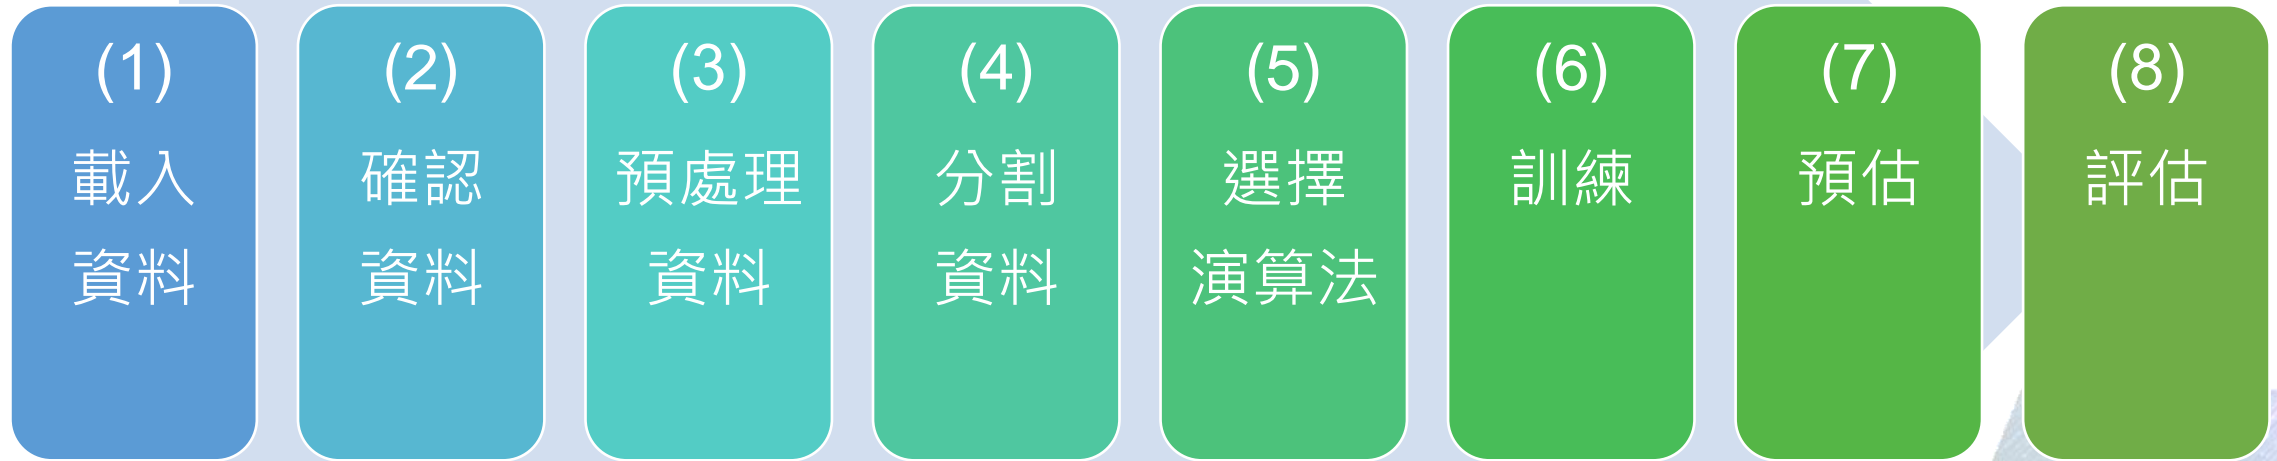 (1)
載入
資料
(2)
確認
資料
(3)
預處理
資料
(4)
分割
資料
(5)
選擇
演算法
(6)
訓練
(7)
預估
(8)
評估